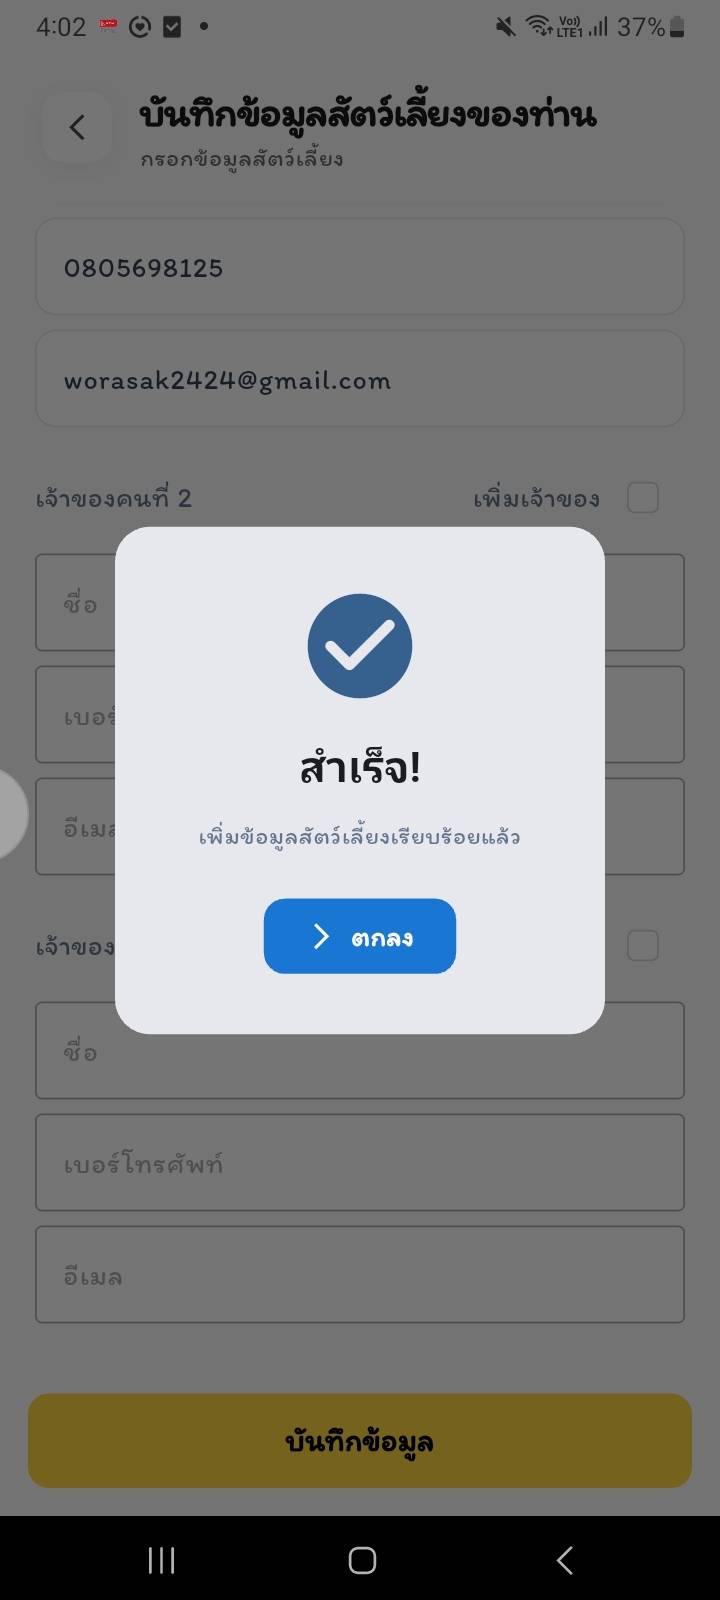 4:02
Vo))
LTE1
37%
บันทึกข้อมูลสัตว์เลี้ยงของท่าน
กรอกข้อมูลสัตว์เลี้ยง
0805698125
worasak2424@gmail.com
เจ้าของคนที่ 2 เพิ่มเจ้าของ
ชื่อ
เบอร์
อีเมล
สำเร็จ!
เพิ่มข้อมูลสัตว์เลี้ยงเรียบร้อยแล้ว
ตกลง
เจ้าของ
ชื่อ
เบอร์โทรศัพท์
อีเมล
บันทึกข้อมูล